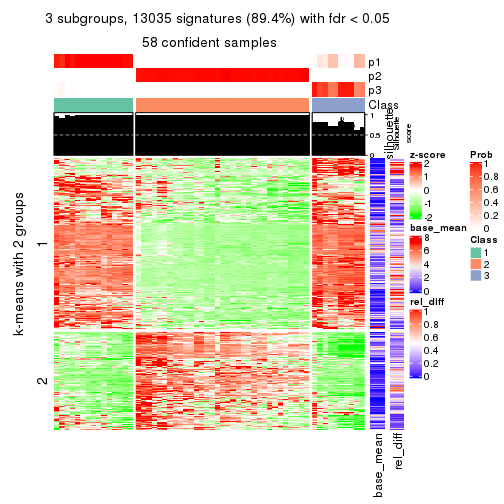 3 subgroups, 13035 signatures (89.4%) with fdr < 0.05
58 confident samples
p1
p2
p3
Class
1
0.5
0
silhouette
Silhouette
score
k-means with 2 groups
1
2
z-score
2
1
0
-1
-2
base_mean
8
6
4
2
0
rel_diff
1
0.8
0.6
0.4
0.2
0
Prob
1
0.8
0.6
0.4
0.2
0
Class
1
2
3
base_mean
rel_diff